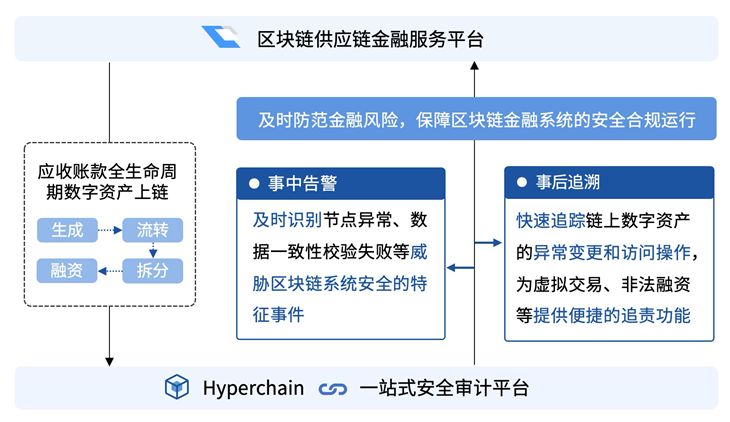 区块链供应链金融服务平台
及时防范金融风险，保障区块链金融系统的安全合规运行
应收账款全生命周
期数字资产上链
生成
流转
融资
拆分
事中告警
及时识别节点异常、数
据一致性校验失败等威
胁区块链系统安全的特
征事件
事后追溯
快速追踪链上数字资产
的异常变更和访问操作，
为虚拟交易、非法融资
等提供便捷的追责功能
Hyperchain 一站式安全审计平台